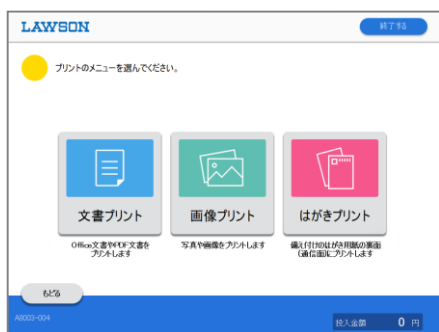 LAWSON
終了する
プリントのメニューを選んでください。
文書プリント
画像プリント
はがきプリント
Office文書やPDF文書を
プリントします
写真や画像をプリントします
備え付けのはがき用紙の裏面
(通信面)にプリントします
もどる
A8003-004
投入金額 0 円